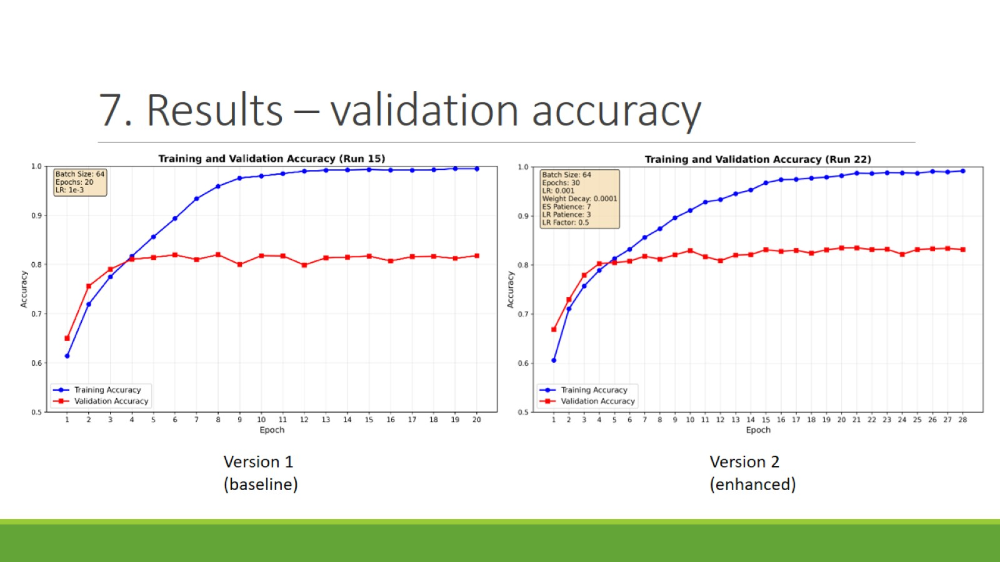 7. Results – validation accuracy
Training and Validation Accuracy (Run 15)
Batch Size: 64
Epochs: 20
LR: 1e-3
1.0
0.9
0.8
0.7
0.6
0.5
Accuracy
Training Accuracy
Validation Accuracy
1 2 3 4 5 6 7 8 9 10 11 12 13 14 15 16 17 18 19 20
Epoch
Version 1
(baseline)
Training and Validation Accuracy (Run 22)
Batch Size: 64
Epochs: 30
LR: 0.001
Weight Decay: 0.0001
ES Patience: 7
LR Patience: 3
LR Factor: 0.5
1.0
0.9
0.8
0.7
0.6
0.5
Accuracy
Training Accuracy
Validation Accuracy
1 2 3 4 5 6 7 8 9 10 11 12 13 14 15 16 17 18 19 20 21 22 23 24 25 26 27 28
Epoch
Version 2
(enhanced)